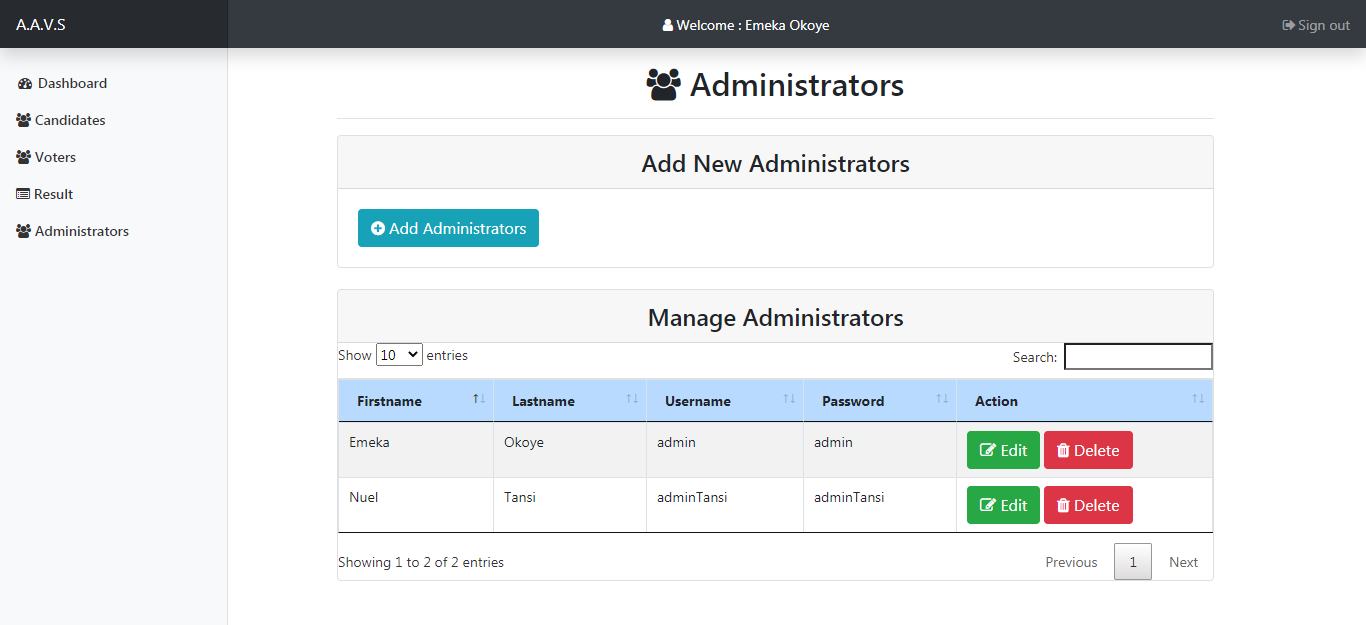 A.A.V.S
Welcome : Emeka Okoye
Sign out
Dashboard
Candidates
Voters
Result
Administrators
Administrators
Add New Administrators
Add Administrators
Manage Administrators
Show 10 entries
Search:
Firstname Lastname Username Password Action
Emeka Okoye admin admin Edit Delete
Nuel Tansi adminTansi adminTansi Edit Delete
Showing 1 to 2 of 2 entries
Previous 1 Next